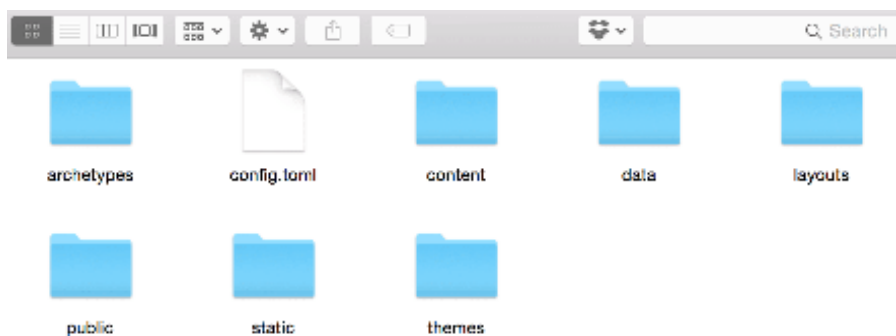 Search
archetypes config.toml content data layouts
public static themes